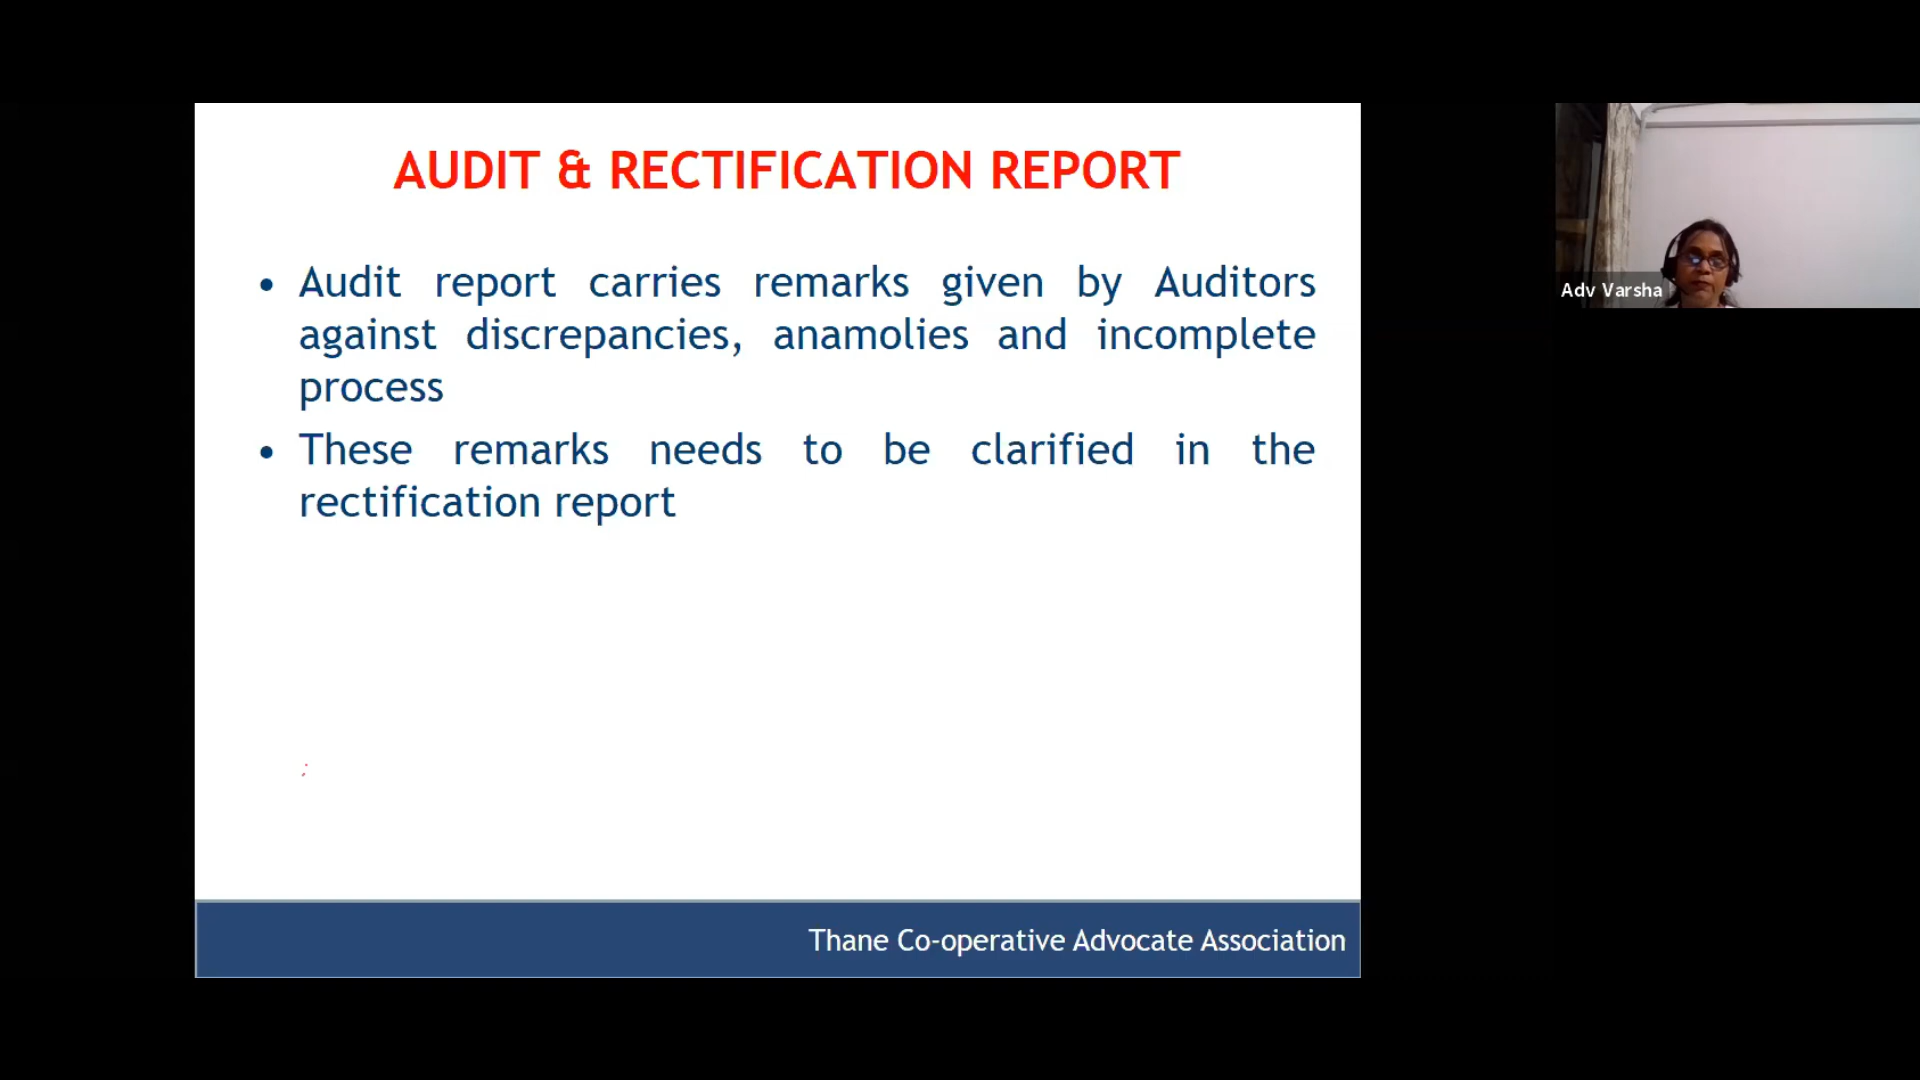 AUDIT & RECTIFICATION REPORT
• Audit report carries remarks given by Auditors
against discrepancies, anamolies and incomplete
process
• These remarks needs to be clarified in the
rectification report
Thane Co-operative Advocate Association
Adv Varsha